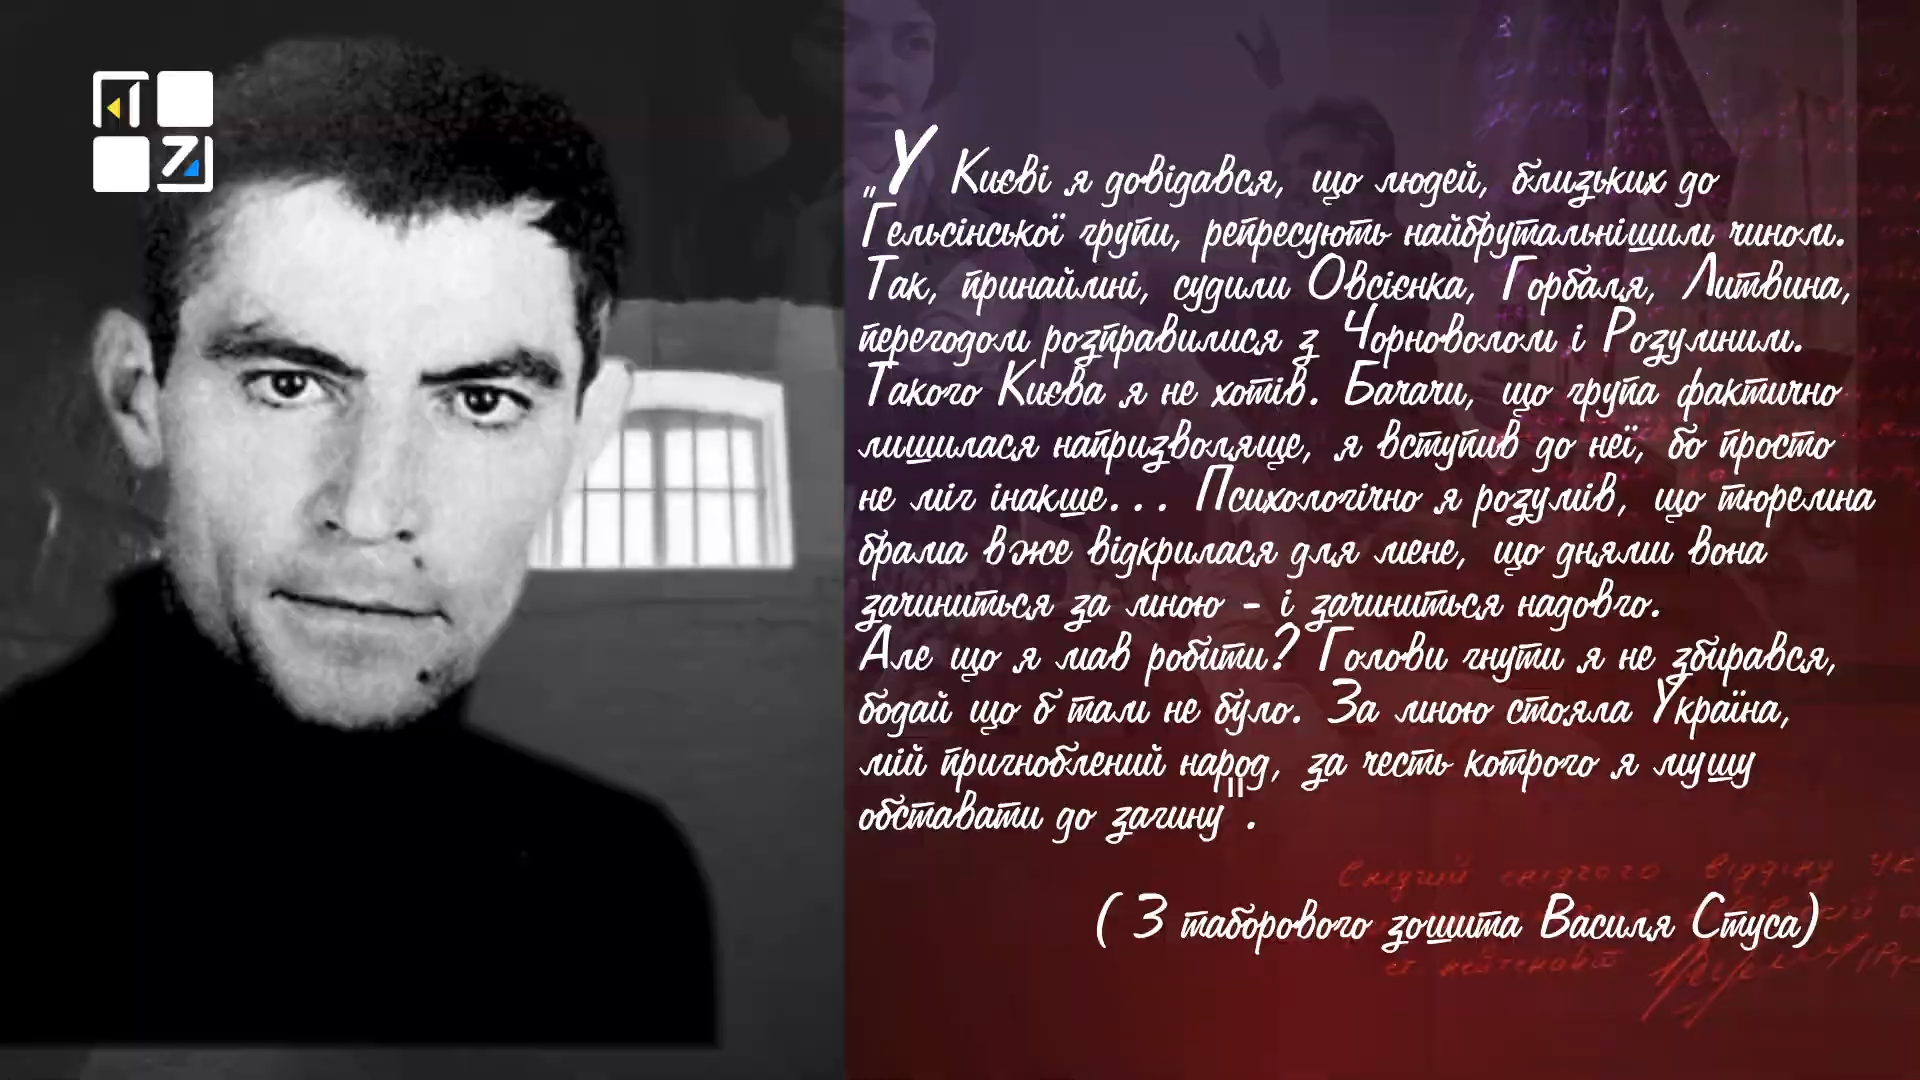 „У Києві я довідався, що людей, близьких до
Гельсінської групи, репресують найбрутальнішим чином.
Так, принаймні, судили Овсієнка, Горбаля, Литвина,
перегодом розправилися з Чорноволом і Розумним.
Такого Києва я не хотів. Бачачи, що група фактично
лишилася напризволяще, я вступив до неї, бо просто
не міг інакше... Психологічно я розумів, що тюремна
брама вже відкрилася для мене, що днями вона
зачиниться за мною - і зачиниться надовго.
Але що я мав робити? Голови гнути я не збирався,
бодай що б там не було. За мною стояла Україна,
мій пригноблений народ, за честь котрого я мушу
обставати до загину".
( З таборового зошита Василя Стуса)